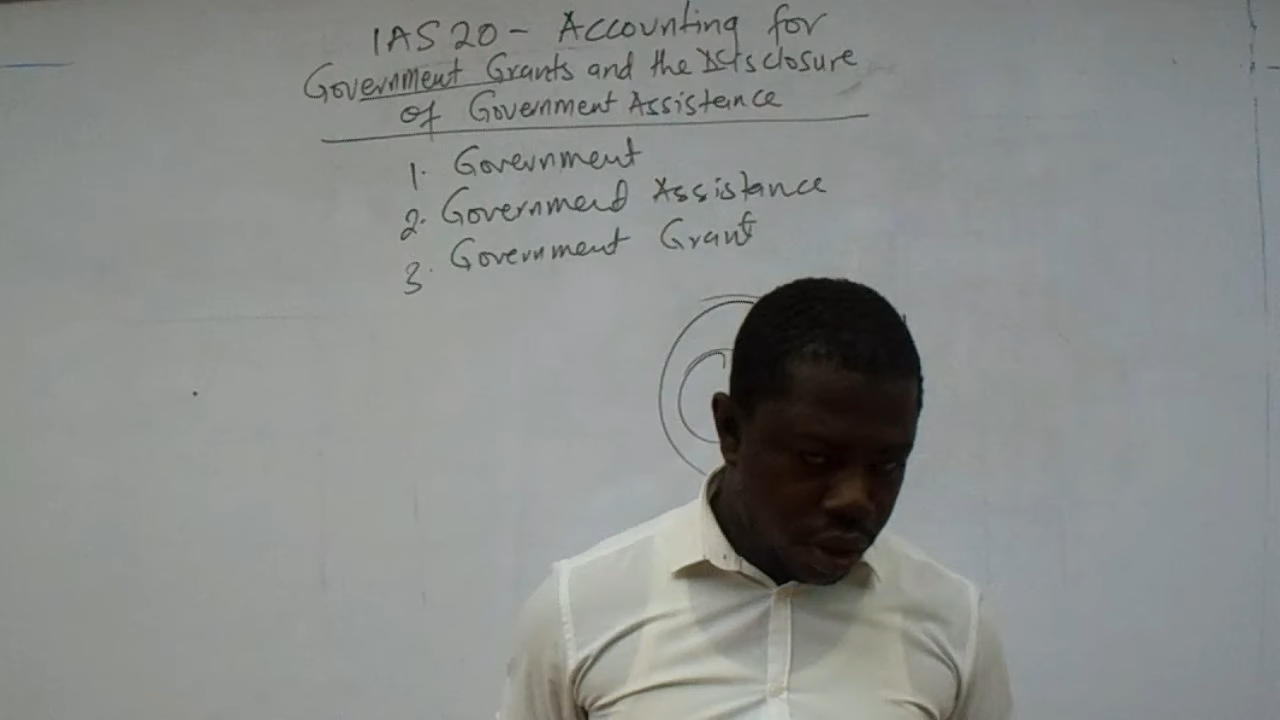 IAS 20 - Accounting for
Government Grants and the Disclosure
of Government Assistance
1. Government
2. Government Assistance
3. Government Grant